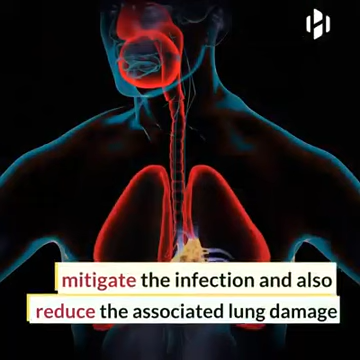 mitigate the infection and also
reduce the associated lung damage